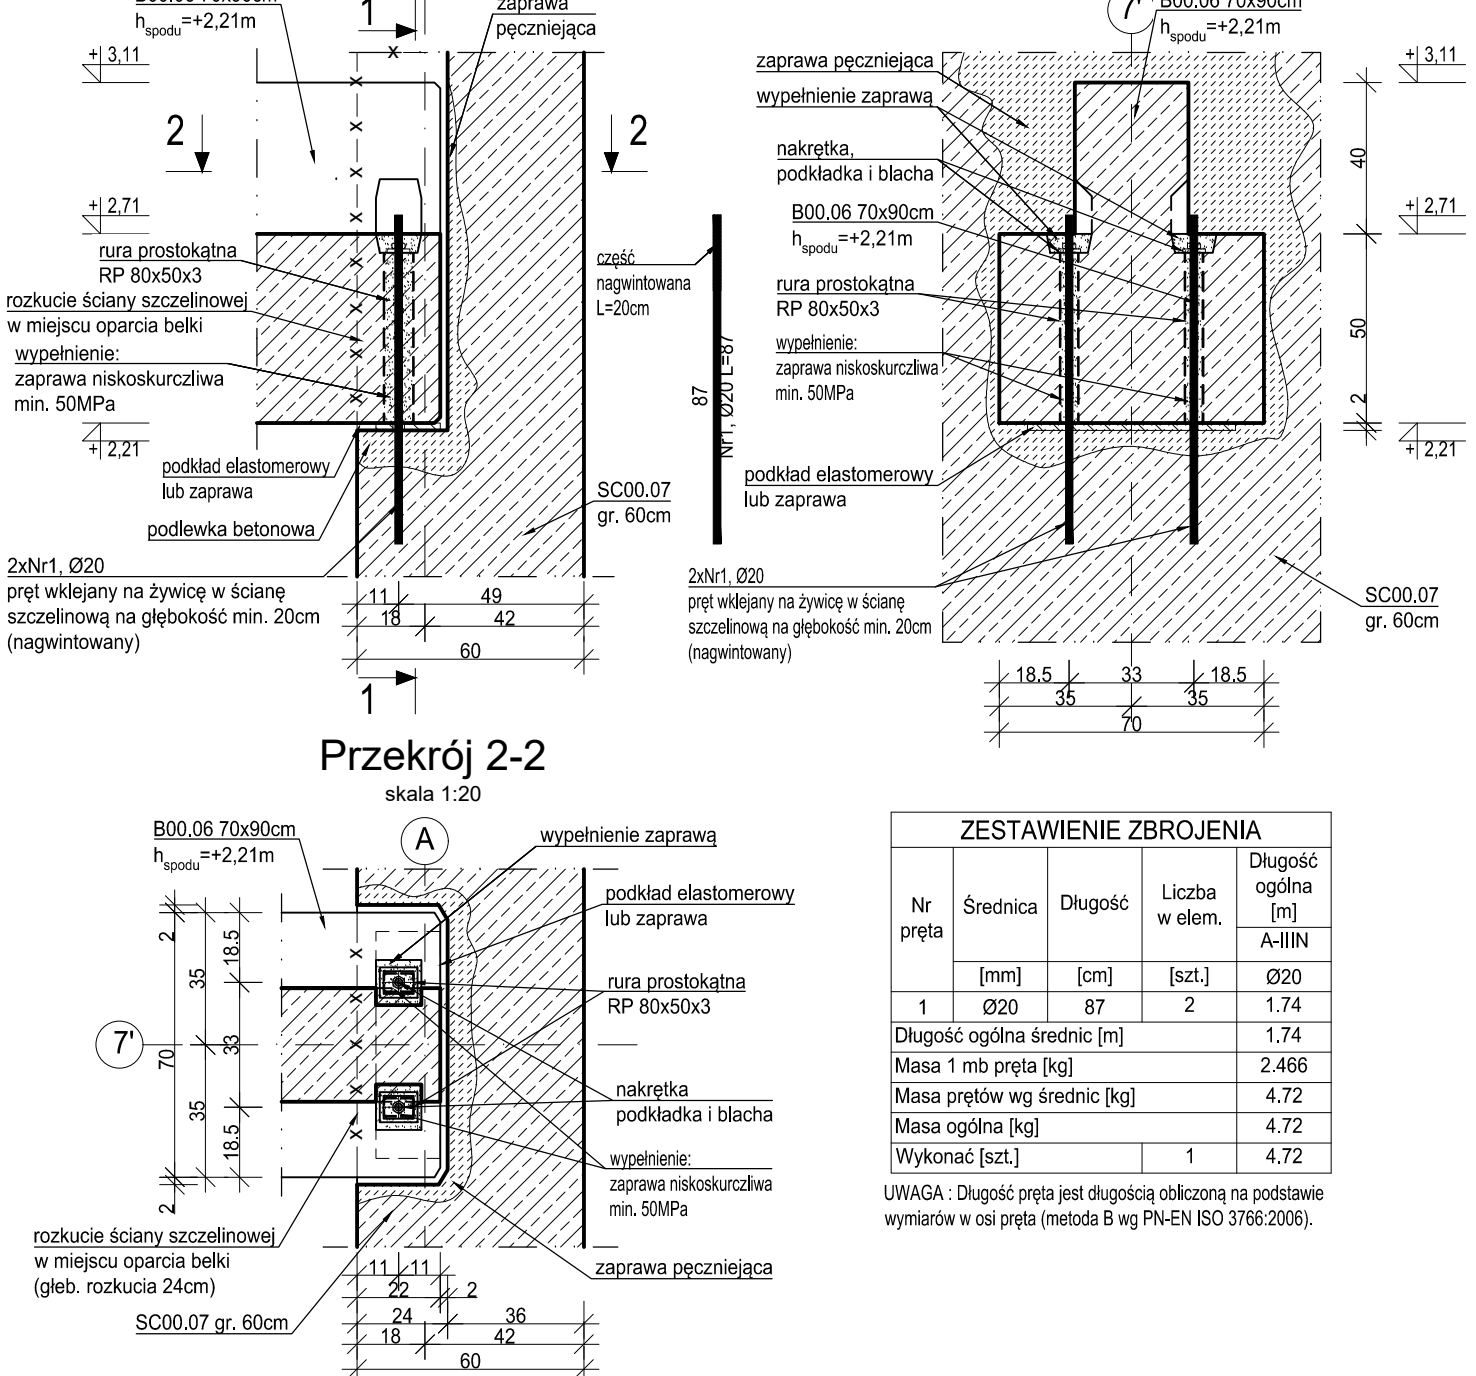 h spodu =+2,21m
1
x
zaprawa
pęczniejąca
+ 3,11
2
2
+ 2,71
rura prostokątna
RP 80x50x3
rozkucie ściany szczelinowej
w miejscu oparcia belki
wypełnienie:
zaprawa niskoskurczliwa
min. 50MPa
+ 2,21
podkład elastomerowy
lub zaprawa
podlewka betonowa
2xNr1, Ø20
pręt wklejany na żywicę w ścianę
szczelinową na głębokość min. 20cm
(nagwintowany)
SC00.07
gr. 60cm
11 49
18 42
60
1
część
nagwintowana
L=20cm
87
Nr1, Ø20 L=87
7'
B00.06 70x90cm
h spodu =+2,21m
zaprawa pęczniejąca
wypełnienie zaprawą
nakrętka,
podkładka i blacha
B00,06 70x90cm
h spodu =+2,21m
rura prostokątna
RP 80x50x3
wypełnienie:
zaprawa niskoskurczliwa
min. 50MPa
podkład elastomerowy
lub zaprawa
2xNr1, Ø20
pręt wklejany na żywicę w ścianę
szczelinową na głębokość min. 20cm
(nagwintowany)
+ 3,11
40
+ 2,71
50
2
+ 2,21
SC00.07
gr. 60cm
18.5 33 18.5
35 35
70
Przekrój 2-2
skala 1:20
B00.06 70x90cm
h spodu =+2,21m
A
wypełnienie zaprawą
podkład elastomerowy
lub zaprawa
rura prostokątna
RP 80x50x3
nakrętka
podkładka i blacha
wypełnienie:
zaprawa niskoskurczliwa
min. 50MPa
zaprawa pęczniejąca
7'
2
70
2
35
35
18.5
33
18.5
rozkucie ściany szczelinowej
w miejscu oparcia belki
(głeb. rozkucia 24cm)
SC00.07 gr. 60cm
11 11
22 2
24 36
18 42
60
ZESTAWIENIE ZBROJENIA
Nr pręta Średnica Długość Liczba w elem. Długość ogólna [m]
A-IIIN
[mm] [cm] [szt.] Ø20
1 Ø20 87 2 1.74
Długość ogólna średnic [m] 1.74
Masa 1 mb pręta [kg] 2.466
Masa prętów wg średnic [kg] 4.72
Masa ogólna [kg] 4.72
Wykonać [szt.] 1 4.72
UWAGA : Długość pręta jest długością obliczoną na podstawie
wymiarów w osi pręta (metoda B wg PN-EN ISO 3766:2006).